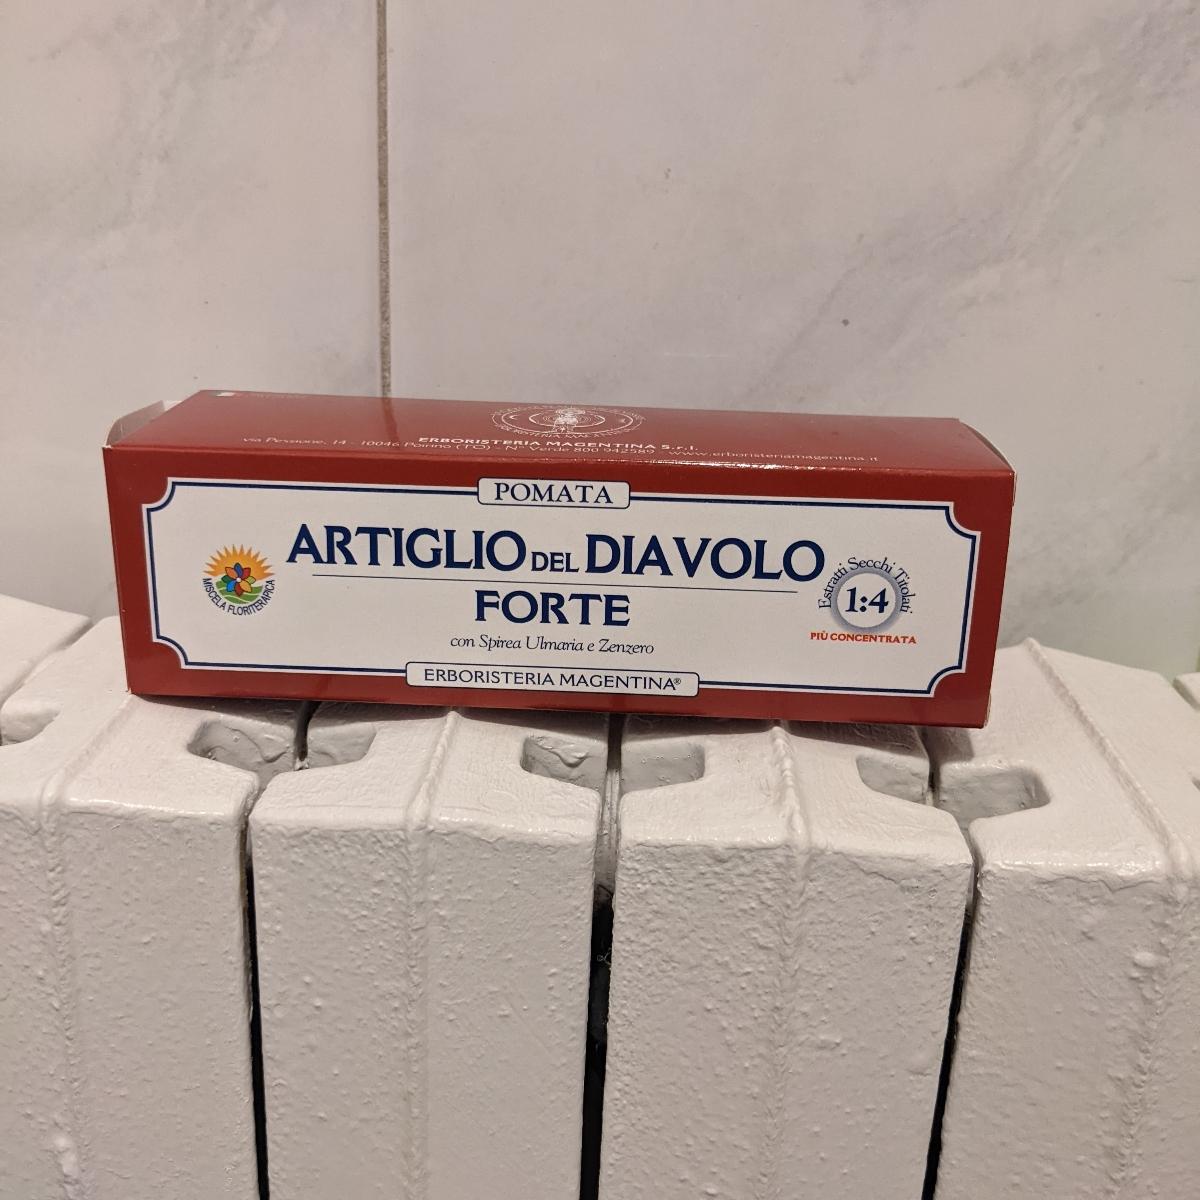 ERBORISTERIA MAGENTINA S.r.l.
via Perzione, 14 - 10046 Poirino (TO) - N° Verde 800 942589 - www.erboristeriamagentina.it
POMATA
ARTIGLIO DEL DIAVOLO
FORTE
con Spirea Ulmaria e Zenzero
ERBORISTERIA MAGENTINA®
MISCELA FLORITERAPICA
Estratti Secchi Titolati
1:4
PIÙ CONCENTRATA